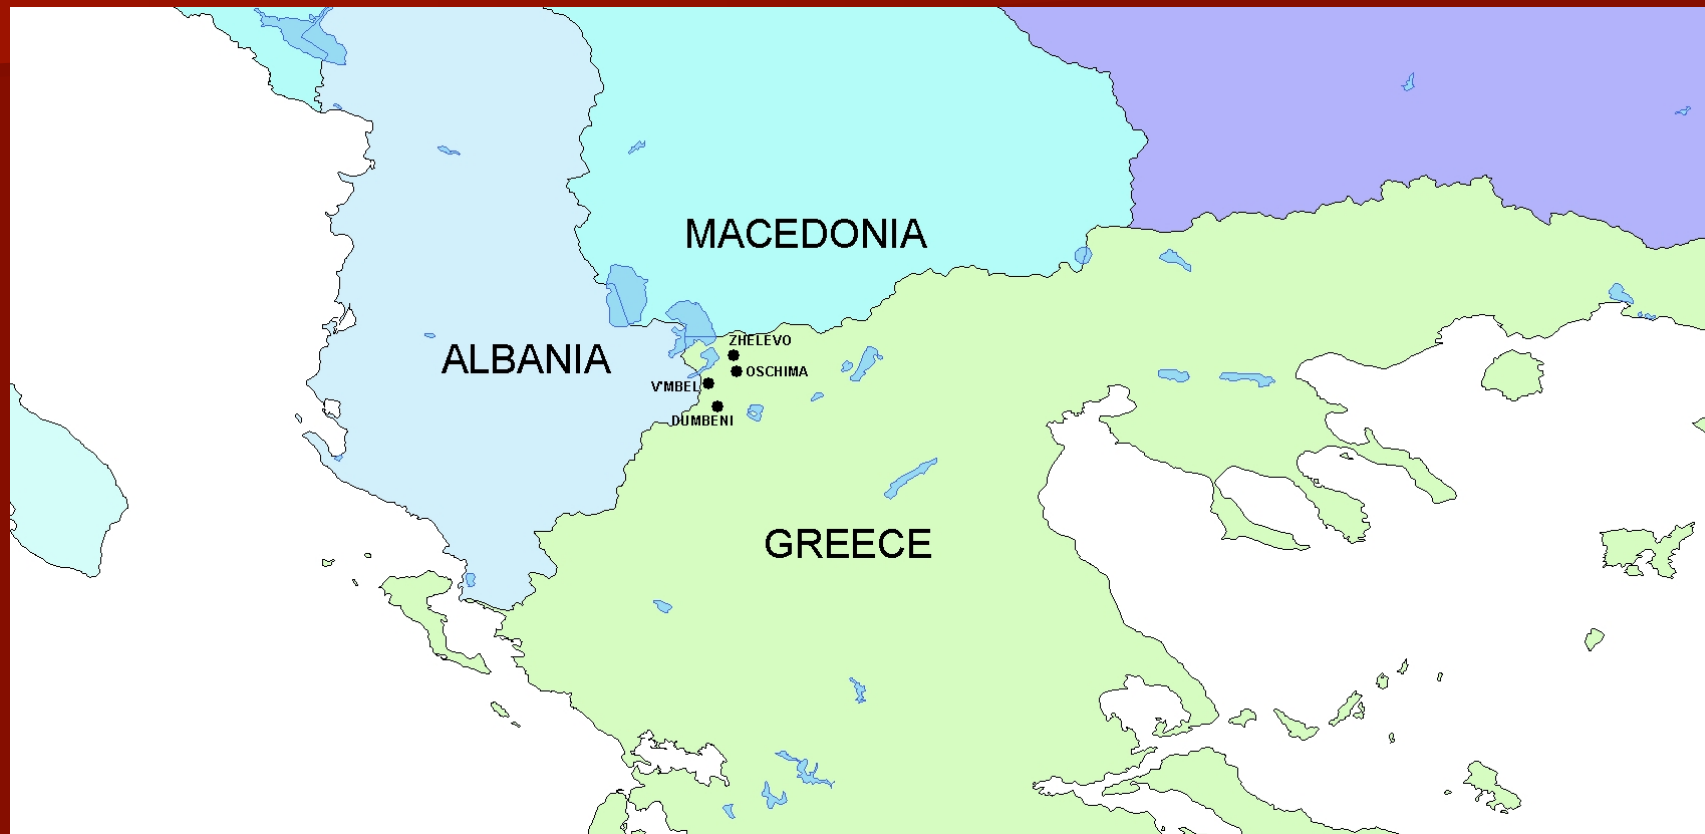 MACEDONIA
ZHELEVO
ALBANIA
OSCHIMA
V'MBEL
DUMBENI
GREECE